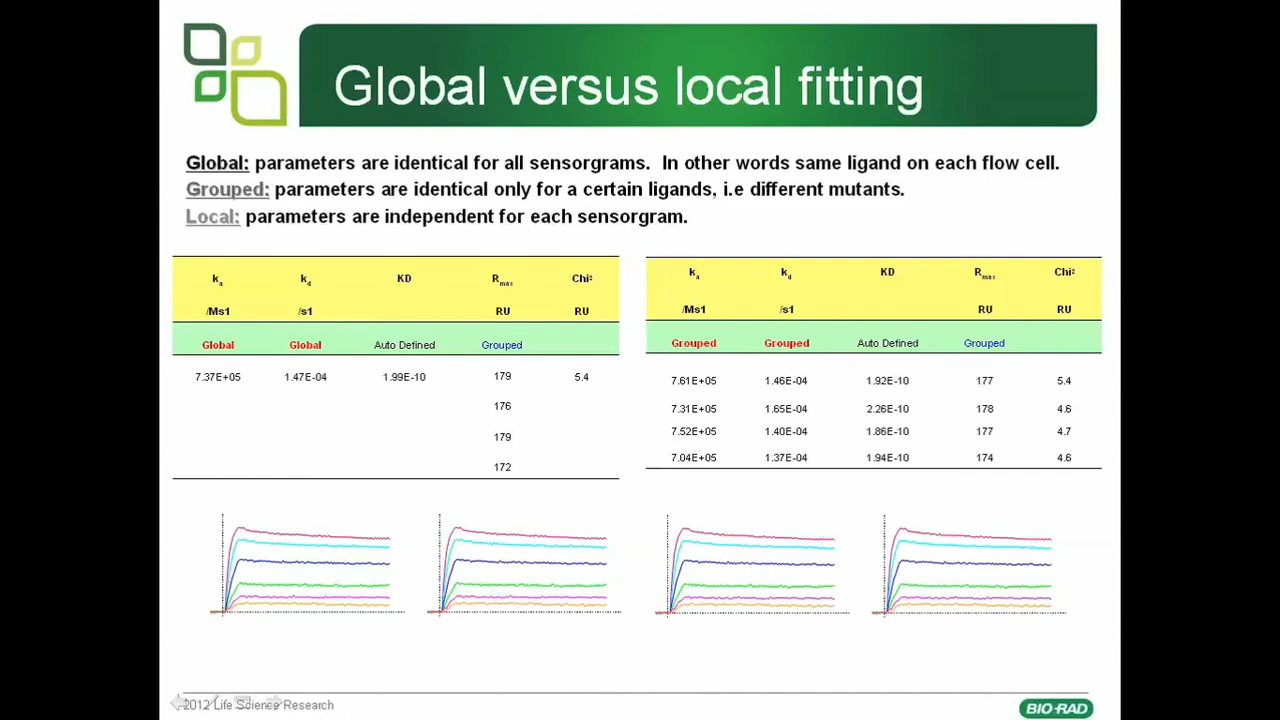 Global versus local fitting
Global: parameters are identical for all sensorgrams. In other words same ligand on each flow cell.
Grouped: parameters are identical only for a certain ligands, i.e different mutants.
Local: parameters are independent for each sensorgram.
ka kd KD Rmax Chi²
/Ms1 /s1 RU RU
Global Global Auto Defined Grouped
7.37E+05 1.47E-04 1.99E-10 179 5.4
176
179
172
ka kd KD Rmax Chi²
/Ms1 /s1 RU RU
Grouped Grouped Auto Defined Grouped
7.61E+05 1.46E-04 1.92E-10 177 5.4
7.31E+05 1.65E-04 2.26E-10 178 4.6
7.52E+05 1.40E-04 1.86E-10 177 4.7
7.04E+05 1.37E-04 1.94E-10 174 4.6
2012 Life Science Research
BIO-RAD